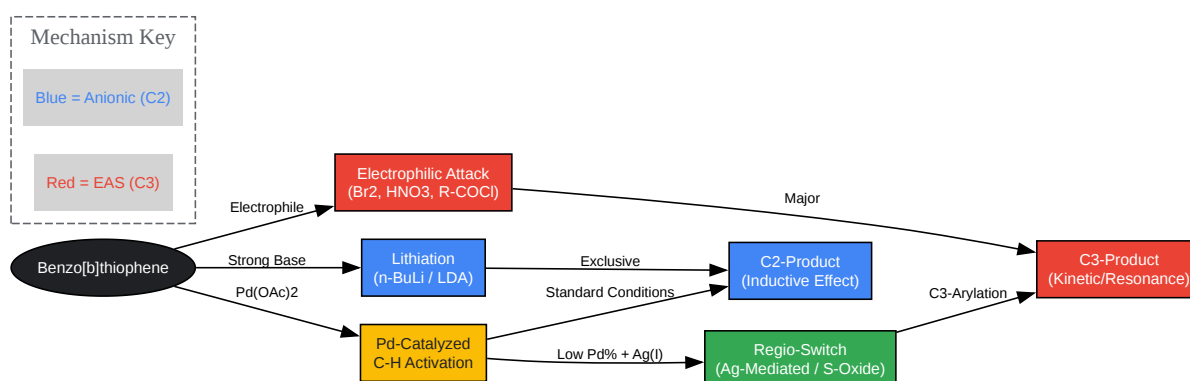 Mechanism Key
Blue = Anionic (C2)
Red = EAS (C3)
Benzo[b]thiophene
Electrophile
Strong Base
Pd(OAc)2
Electrophilic Attack
(Br2, HNO3, R-COCl)
Lithiation
(n-BuLi / LDA)
Pd-Catalyzed
C-H Activation
Major
Exclusive
Standard Conditions
Low Pd% + Ag(I)
C2-Product
(Inductive Effect)
Regio-Switch
(Ag-Mediated / S-Oxide)
C3-Arylation
C3-Product
(Kinetic/Resonance)